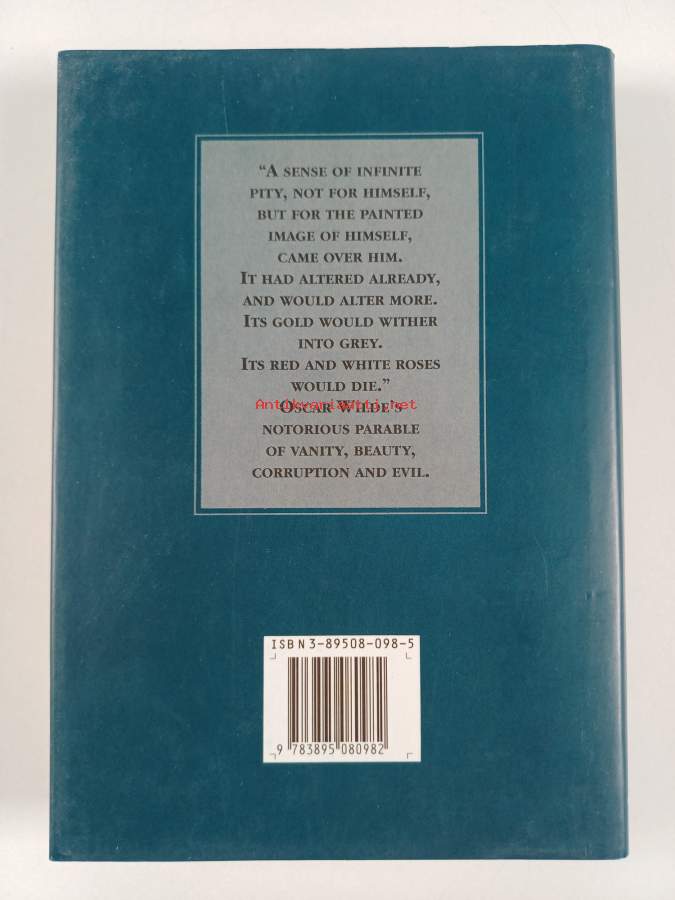 “A SENSE OF INFINITE
PITY, NOT FOR HIMSELF,
BUT FOR THE PAINTED
IMAGE OF HIMSELF,
CAME OVER HIM.
IT HAD ALTERED ALREADY,
AND WOULD ALTER MORE.
ITS GOLD WOULD WITHER
INTO GREY.
ITS RED AND WHITE ROSES
WOULD DIE.”
Antikvariaatti.net
OSCAR WILDE'S
NOTORIOUS PARABLE
OF VANITY, BEAUTY,
CORRUPTION AND EVIL.
ISBN 3-89508-098-5
9 783895 080982